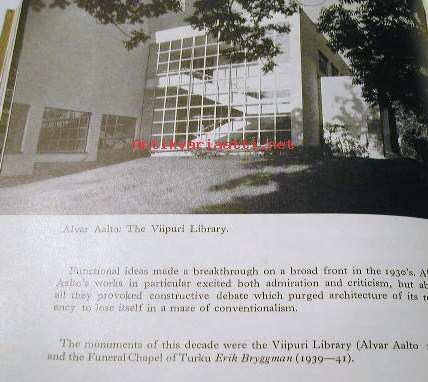 antikvariaatti.net
Alvar Aalto: The Viipuri Library.
Functional ideas made a breakthrough on a broad front in the 1930's.
Aalto's works in particular excited both admiration and criticism, but
all they provoked constructive debate which purged architecture of its
ency to lose itself in a maze of conventionalism.
The monuments of this decade were the Viipuri Library (Alvar Aalto
and the Funeral Chapel of Turku Erik Bryggman (1939—41).